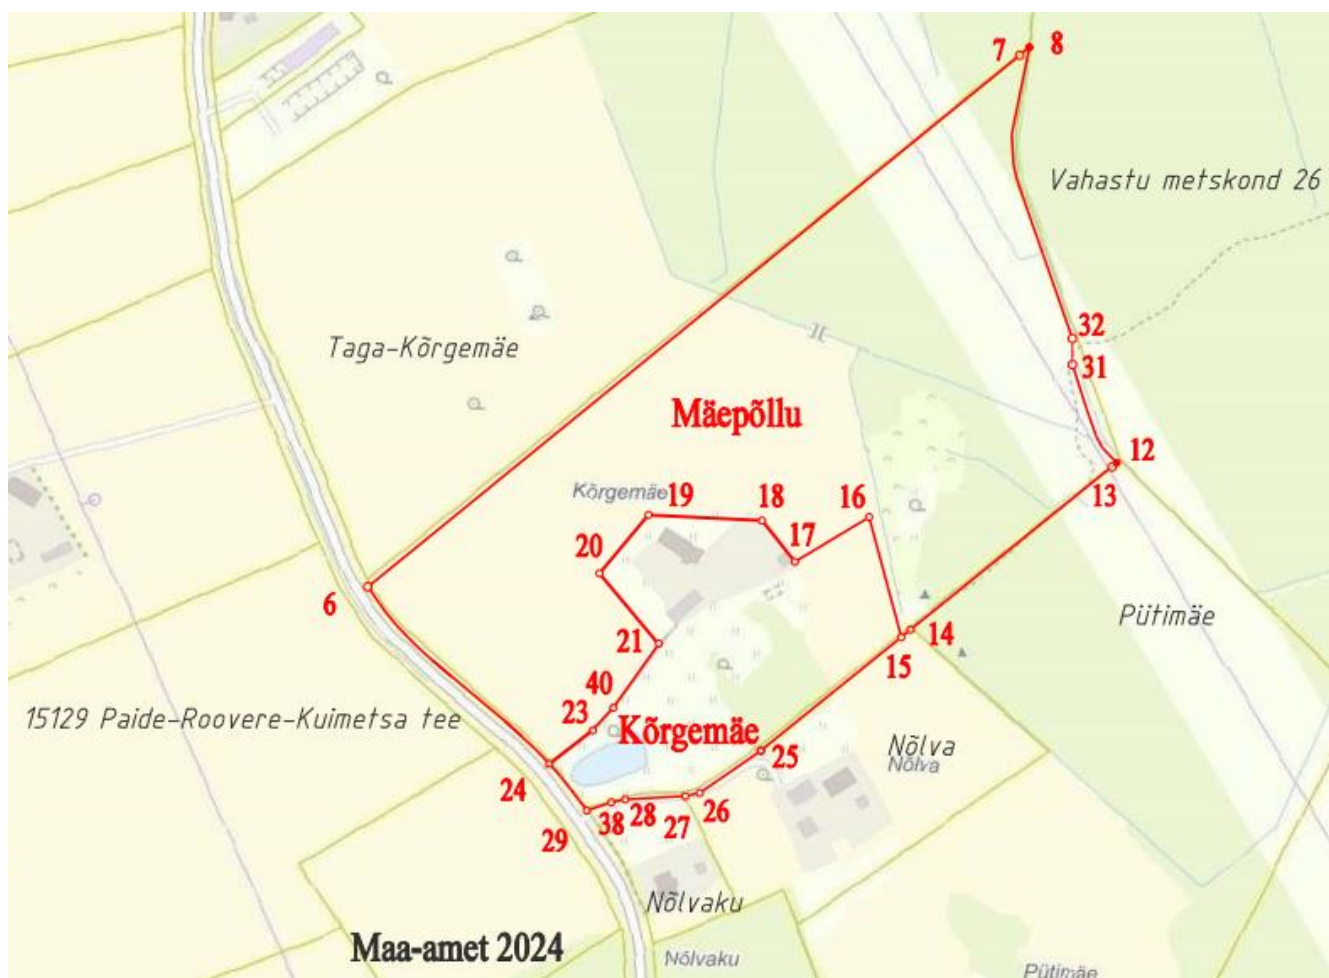 7
8
Vahastu metskond 26
32
Taga-Kõrgemäe
31
Mäepõllu
12
13
Kõrgemäe
19
18
16
17
20
6
Pütimäe
14
21
15
40
15129 Paide-Roovere-Kuimetsa tee
23
Kõrgemäe
25
Nõlva
Nõlva
24
26
28
38
27
29
Nõlvaku
Maa-amet 2024
Nõlvaku
Pütimäe